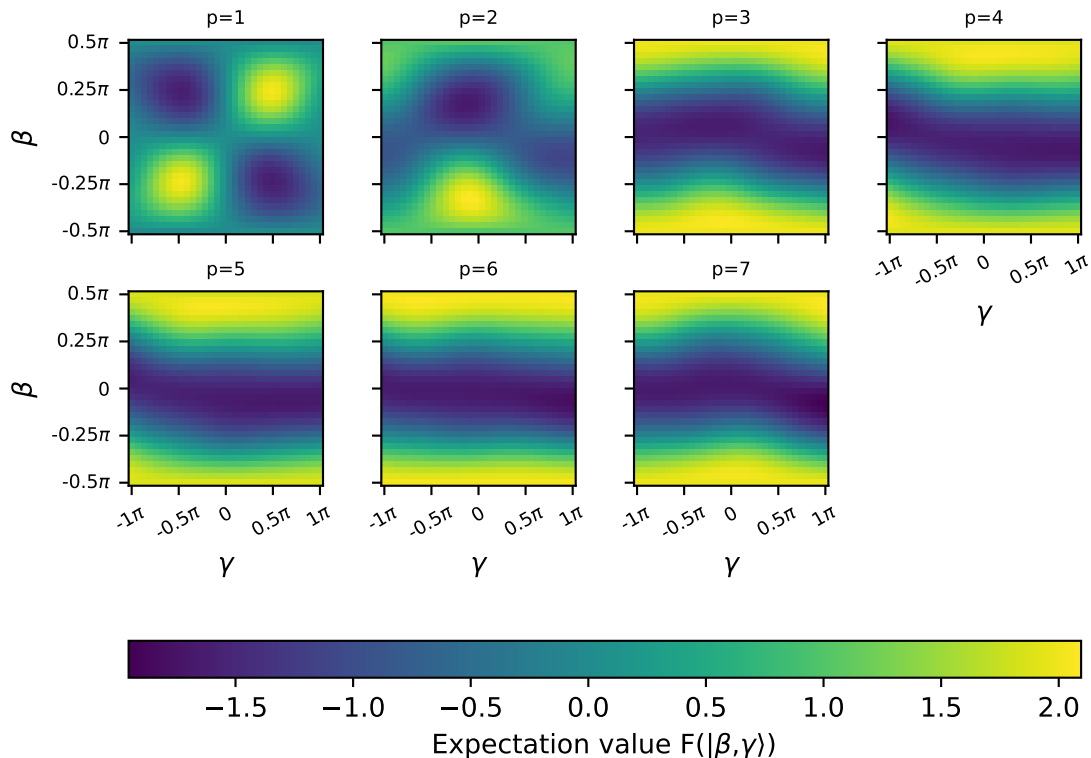 p=1
p=2
p=3
p=4
0.5π
0.25π
0
-0.25π
-0.5π
β
-1π
-0.5π
0
0.5π
1π
γ
p=5
p=6
p=7
0.5π
0.25π
0
-0.25π
-0.5π
β
-1π
-0.5π
0
0.5π
1π
-1π
-0.5π
0
0.5π
1π
-1π
-0.5π
0
0.5π
1π
γ
γ
γ
−1.5
−1.0
−0.5
0.0
0.5
1.0
1.5
2.0
Expectation value F(|β,γ⟩)